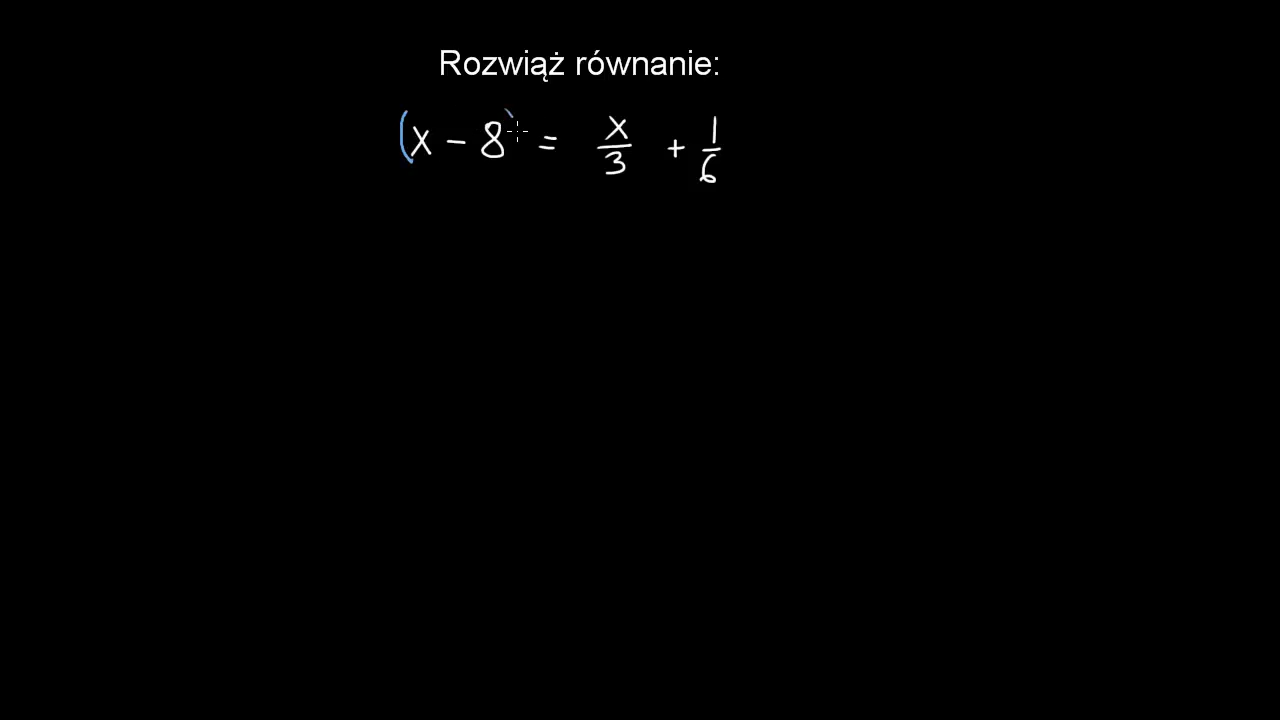 Rozwiąż równanie:
(x - 8) = x/3 + 1/6